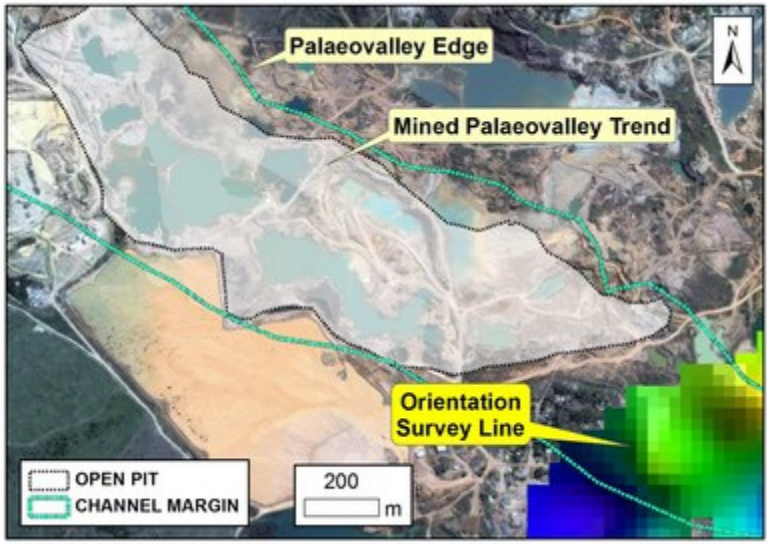 N
Palaeovalley Edge
Mined Palaeovalley Trend
Orientation
Survey Line
OPEN PIT
CHANNEL MARGIN
200
m